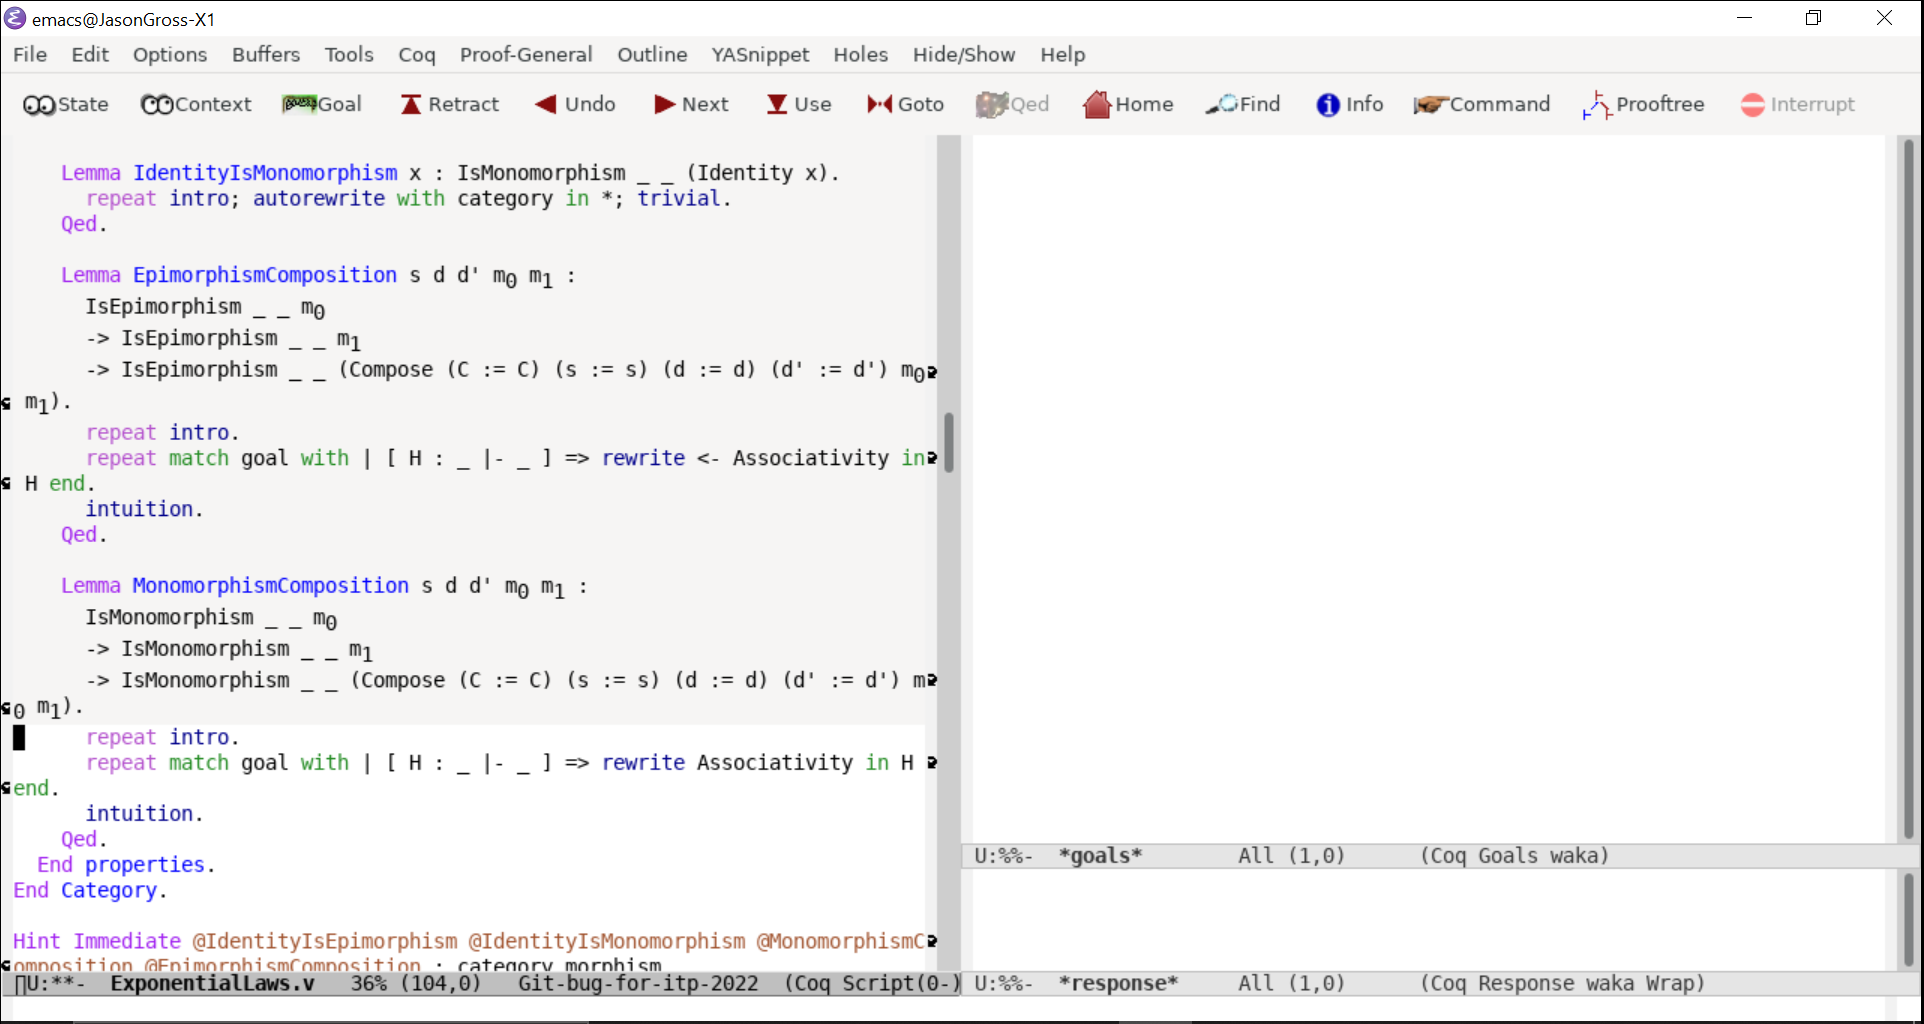 emacs@JasonGross-X1
File Edit Options Buffers Tools Coq Proof-General Outline YASnippet Holes Hide/Show Help
State Context Goal Retract Undo Next Use Goto Qed Home Find Info Command Prooftree Interrupt
Lemma IdentityIsMonomorphism x : IsMonomorphism _ _ (Identity x).
repeat intro; autorewrite with category in *; trivial.
Qed.
Lemma EpimorphismComposition s d d' m0 m1 :
IsEpimorphism _ _ m0
-> IsEpimorphism _ _ m1
-> IsEpimorphism _ _ (Compose (C := C) (s := s) (d := d) (d' := d') m0
m1).
repeat intro.
repeat match goal with | [ H : _ |- _ ] => rewrite <- Associativity in
H end.
intuition.
Qed.
Lemma MonomorphismComposition s d d' m0 m1 :
IsMonomorphism _ _ m0
-> IsMonomorphism _ _ m1
-> IsMonomorphism _ _ (Compose (C := C) (s := s) (d := d) (d' := d') m
0 m1).
repeat intro.
repeat match goal with | [ H : _ |- _ ] => rewrite Associativity in H
end.
intuition.
Qed.
End properties.
End Category.
Hint Immediate @IdentityIsEpimorphism @IdentityIsMonomorphism @MonomorphismC
omposition @EpimorphismComposition : category morphism
U:**- ExponentialLaws.v 36% (104,0) Git-bug-for-itp-2022 (Coq Script(0-)
U:%%- *goals* All (1,0) (Coq Goals waka)
U:%%- *response* All (1,0) (Coq Response waka Wrap)